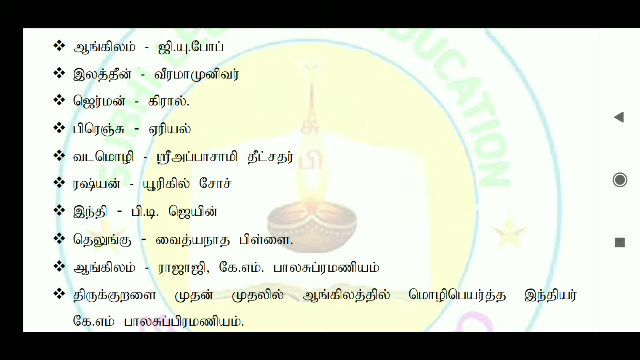 ❖ ஆங்கிலம் - ஜி.யு.போப்
❖ இலத்தீன் - வீரமாமுனிவர்
❖ ஜெர்மன் - கிரால்.
❖ பிரெஞ்சு - ஏரியல்
❖ வடமொழி - ஸ்ரீஅப்பாசாமி தீட்சதர்
❖ ரஷ்யன் - யூரிகில் சோச்
❖ இந்தி - பி.டி. ஜெயின்
❖ தெலுங்கு - வைத்யநாத பிள்ளை.
❖ ஆங்கிலம் - ராஜாஜி, கே.எம். பாலசுப்ரமணியம்
❖ திருக்குறளை முதன் முதலில் ஆங்கிலத்தில் மொழிபெயர்த்த இந்தியர்
கே.எம் பாலசுப்பிரமணியம்.